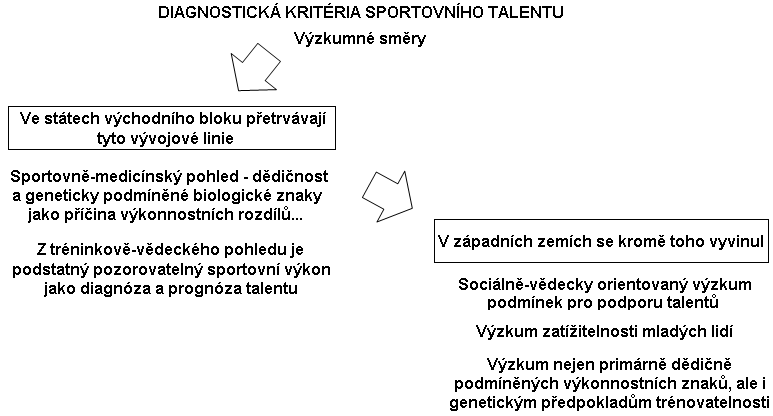 DIAGNOSTICKÁ KRITÉRIA SPORTOVNÍHO TALENTU
Výzkumné směry
Ve státech východního bloku přetrvávají
tyto vývojové linie
Sportovně-medicínský pohled - dědičnost
a geneticky podmíněné biologické znaky
jako příčina výkonnostních rozdílů...
Z tréninkově-vědeckého pohledu je
podstatný pozorovatelný sportovní výkon
jako diagnóza a prognóza talentu
V západních zemích se kromě toho vyvinul
Sociálně-vědecky orientovaný výzkum
podmínek pro podporu talentů
Výzkum zatížitelnosti mladých lidí
Výzkum nejen primárně dědičně
podmíněných výkonnostních znaků, ale i
genetickým předpokladům trénovatelnosti